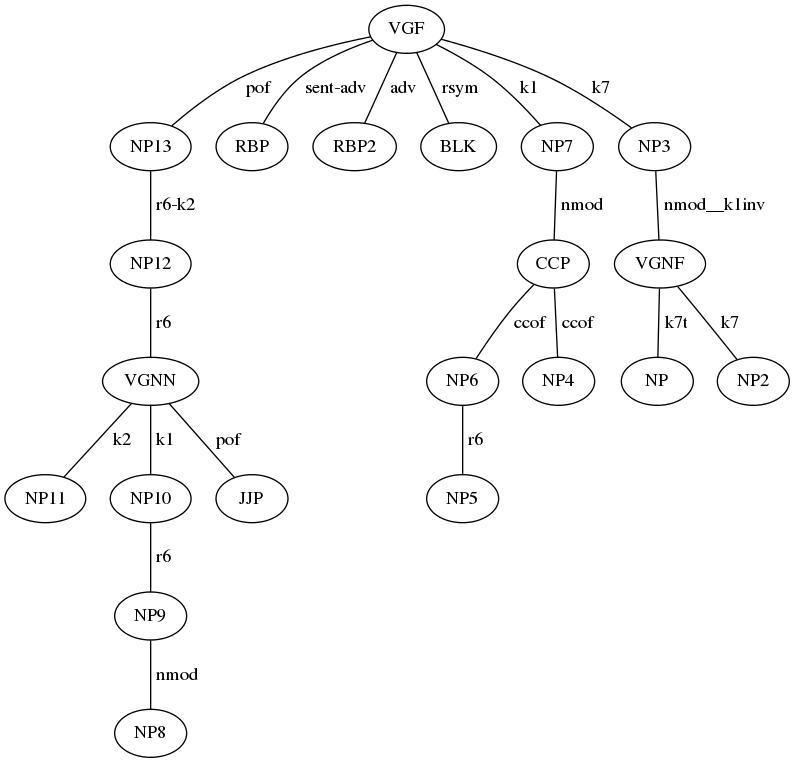 VGF
pof sent-adv adv rsym k1 k7
NP13 RBP RBP2 BLK NP7 NP3
r6-k2 nmod nmod__k1inv
NP12 CCP VGNF
r6 ccof ccof k7t k7
VGNN NP6 NP4 NP NP2
k2 k1 pof r6
NP11 NP10 JJP NP5
r6
NP9
nmod
NP8